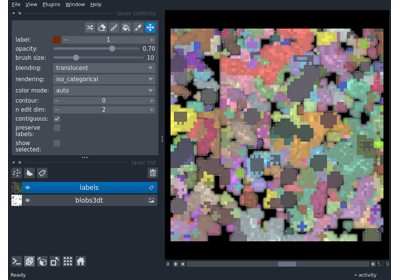 File View Plugins Window Help
layer controls
label: 1
opacity: 0.70
brush size: 10
blending: translucent
rendering: iso_categorical
color mode: auto
contour: 0
n edit dim: 2
contiguous:
preserve
labels:
show
selected:
layer list
labels
blobs3dt
Ready
activity